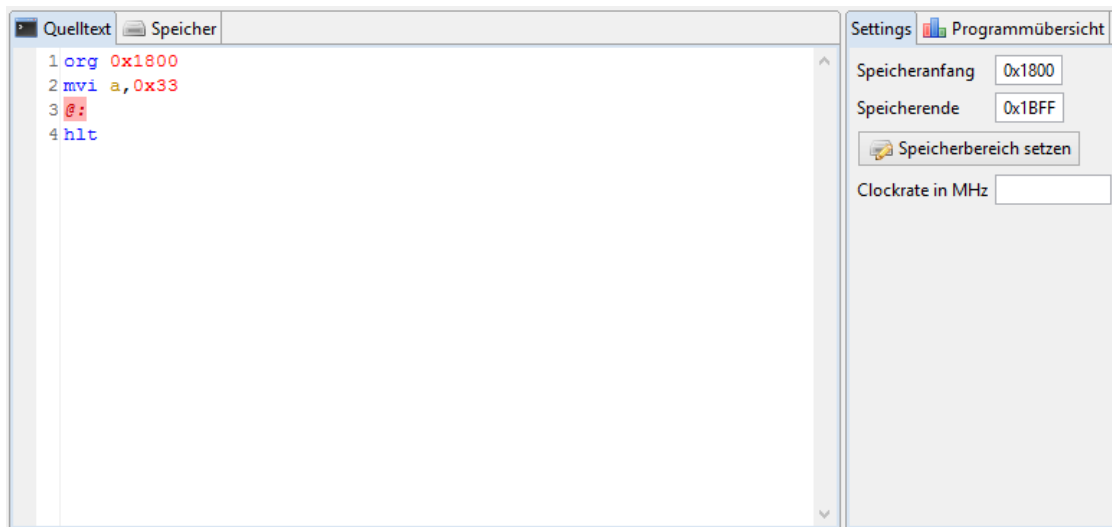 Quelltext Speicher
1 org 0x1800
2 mvi a,0x33
3 @:
4 hlt
Settings Programmübersicht
Speicheranfang 0x1800
Speicherende 0x1BFF
Speicherbereich setzen
Clockrate in MHz